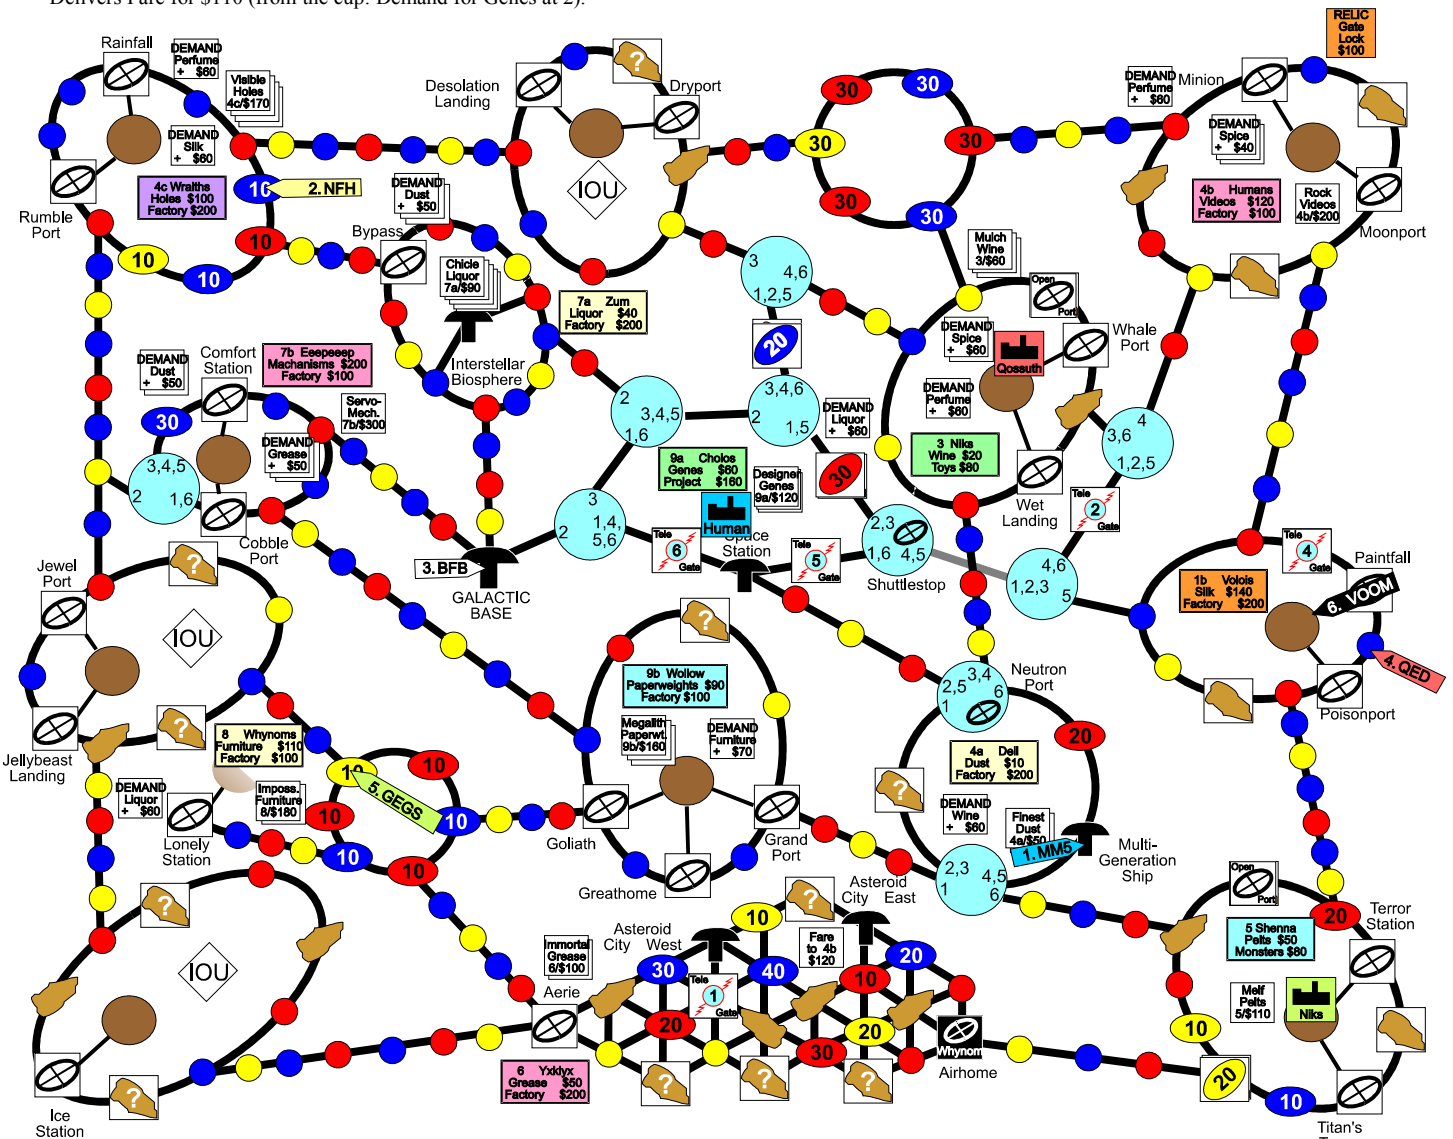 Delivers Fare for $110 (from the cup: Demand for Genes at 2).
Rainfall
DEMAND
Perfume
+ $60
Visible
Holes
4c/$170
DEMAND
Silk
+ $60
4c Wraiths
Holes $100
Factory $200
10
2. NFH
Rumble
Port
10
10
10
Desolation
Landing
?
Dryport
IOU
DEMAND
Dust
+ $50
Bypass
Chicle
Liquor
7a/$90
7a Zum
Liquor $40
Factory $200
Interstellar
Biosphere
30
30
30
30
30
30
RELIC
Gate
Lock
$100
DEMAND
Perfume
+ $60
Minion
DEMAND
Spice
+ $40
4b Humans
Videos $120
Factory $100
Rock
Videos
4b/$200
Moonport
3
4,6
1,2,5
20
3,4,6
2
1,5
Mulch
Wine
3/$60
Open
Port
DEMAND
Spice
+ $60
Qossuth
Whale
Port
DEMAND
Perfume
+ $60
3 Niks
Wine $20
Toys $80
Wet
Landing
4
3,6
1,2,5
Tele
2
Gate
DEMAND
Dust
+ $50
Comfort
Station
7b Eeepeeep
Mechanisms $200
Factory $100
Servo-
Mech.
7b/$300
30
DEMAND
Grease
+ $50
3,4,5
2
1,6
Cobble
Port
2
3,4,5
1,6
DEMAND
Liquor
+ $60
30
9a Cholos
Genes $60
Project $160
Designer
Genes
9a/$120
Human
Space
Station
3
2
1,4,
5,6
Tele
6
Gate
Tele
5
Gate
2,3
1,6
4,5
Shuttlestop
4,6
1,2,3
5
3. BFB
GALACTIC
BASE
Tele
4
Gate
Paintfall
1b Volois
Silk $140
Factory $200
6. VOOM
4. QED
?
Poisonport
Jewel
Port
?
IOU
?
Jellybeast
Landing
8 Whynoms
Furniture $110
Factory $100
DEMAND
Liquor
+ $60
Imposs.
Furniture
8/$180
Lonely
Station
10
10
5. GEGS
10
10
10
10
?
9b Wollow
Paperweights $90
Factory $100
Megalith
Paperwt.
9b/$160
DEMAND
Furniture
+ $70
Goliath
Greathome
Grand
Port
3,4
2,5
6
1
Neutron
Port
20
4a Dell
Dust $10
Factory $200
?
DEMAND
Wine
+ $60
Finest
Dust
4a/$50
1. MM5
Multi-
Generation
Ship
2,3
1
4,5
6
Asteroid
City East
Asteroid
City West
10
?
Fare
to 4b
$120
Immortal
Grease
6/$100
Aerie
30
40
20
10
Tele
1
Gate
20
20
30
?
?
?
Whynom
Airhome
6 Yxklyx
Grease $50
Factory $200
?
IOU
?
Ice
Station
Open
Port
20
Terror
Station
5 Shenna
Pelts $50
Monsters $80
Melf
Pelts
5/$110
Niks
?
10
20
10
Titan's